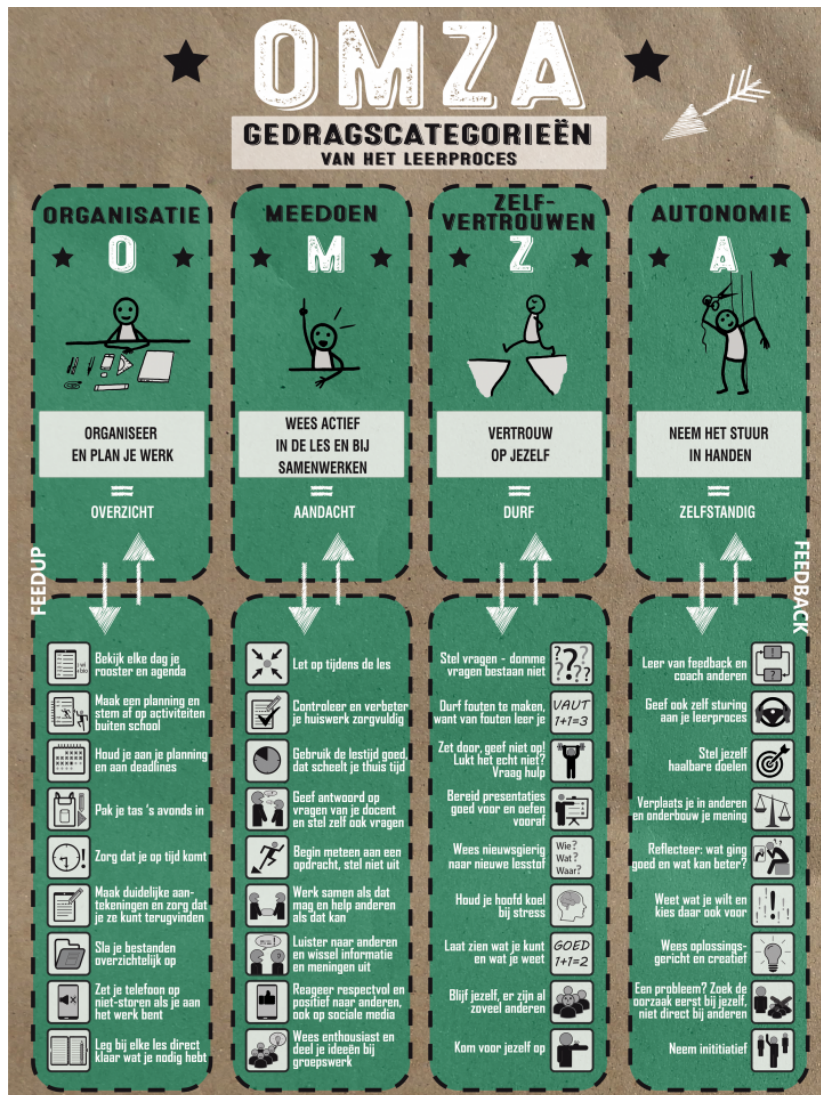 OMZA
GEDRAGSCATEGORIEËN
VAN HET LEERPROCES
ORGANISATIE
O
ORGANISEER
EN PLAN JE WERK
=
OVERZICHT
MEEDOEN
M
WEES ACTIEF
IN DE LES EN BIJ
SAMENWERKEN
=
AANDACHT
ZELF-
VERTROUWEN
Z
VERTROUW
OP JEZELF
=
DURF
AUTONOMIE
A
NEEM HET STUUR
IN HANDEN
=
ZELFSTANDIG
FEEDUP
FEEDBACK
Bekijk elke dag je
rooster en agenda
Maak een planning en
stem af op activiteiten
buiten school
Houd je aan je planning
en aan deadlines
Pak je tas 's avonds in
Zorg dat je op tijd komt
Maak duidelijke aan-
tekeningen en zorg dat
je ze kunt terugvinden
Sla je bestanden
overzichtelijk op
Zet je telefoon op
niet-storen als je aan
het werk bent
Leg bij elke les direct
klaar wat je nodig hebt
Let op tijdens de les
Controleer en verbeter
je huiswerk zorgvuldig
Gebruik de lestijd goed,
dat scheelt je thuis tijd
Geef antwoord op
vragen van je docent
en stel zelf ook vragen
Begin meteen aan een
opdracht, stel niet uit
Werk samen als dat
mag en help anderen
als dat kan
Luister naar anderen
en wissel informatie
en meningen uit
Reageer respectvol en
positief naar anderen,
ook op sociale media
Wees enthousiast en
deel je ideeën bij
groepswerk
Stel vragen - domme
vragen bestaan niet
???
???
Durf fouten te maken,
want van fouten leer je
VAUT
1+1=3
Zet door, geef niet op!
Lukt het echt niet?
Vraag hulp
Bereid presentaties
goed voor en oefen
vooraf
Wees nieuwsgierig
naar nieuwe lesstof
Wie?
Wat?
Waar?
Houd je hoofd koel
bij stress
Laat zien wat je kunt
en wat je weet
GOED
1+1=2
Blijf jezelf, er zijn al
zoveel anderen
Kom voor jezelf op
Leer van feedback en
coach anderen
Geef ook zelf sturing
aan je leerproces
Stel jezelf
haalbare doelen
Verplaats je in anderen
en onderbouw je mening
Reflecteer: wat ging
goed en wat kan beter?
Weet wat je wilt en
kies daar ook voor
Wees oplossings-
gericht en creatief
Een probleem? Zoek de
oorzaak eerst bij jezelf,
niet direct bij anderen
Neem inititiatief